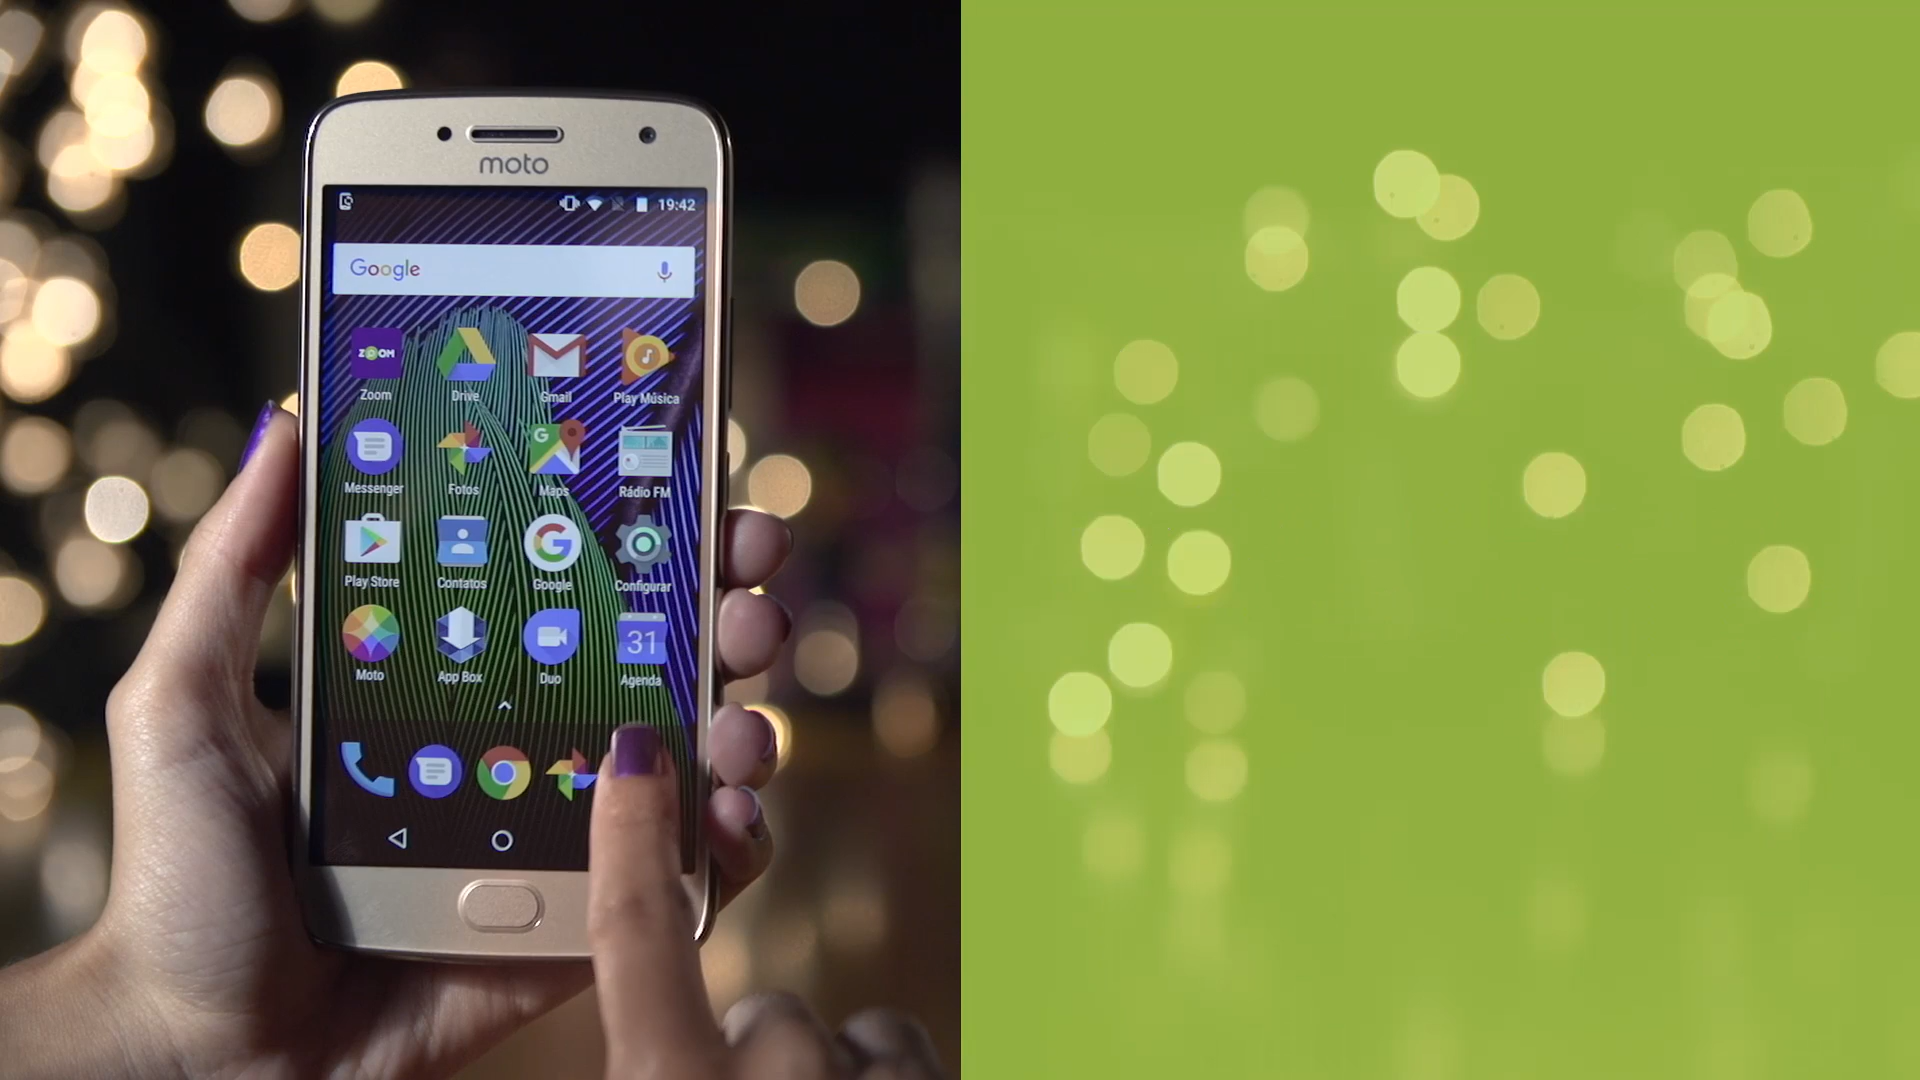 moto
19:42
Google
ZOOM
Zoom
Drive
Gmail
Play Música
Messenger
Fotos
G
Maps
Rádio FM
Play Store
Contatos
G
Google
Configurar
31
Moto
App Box
Duo
Agenda